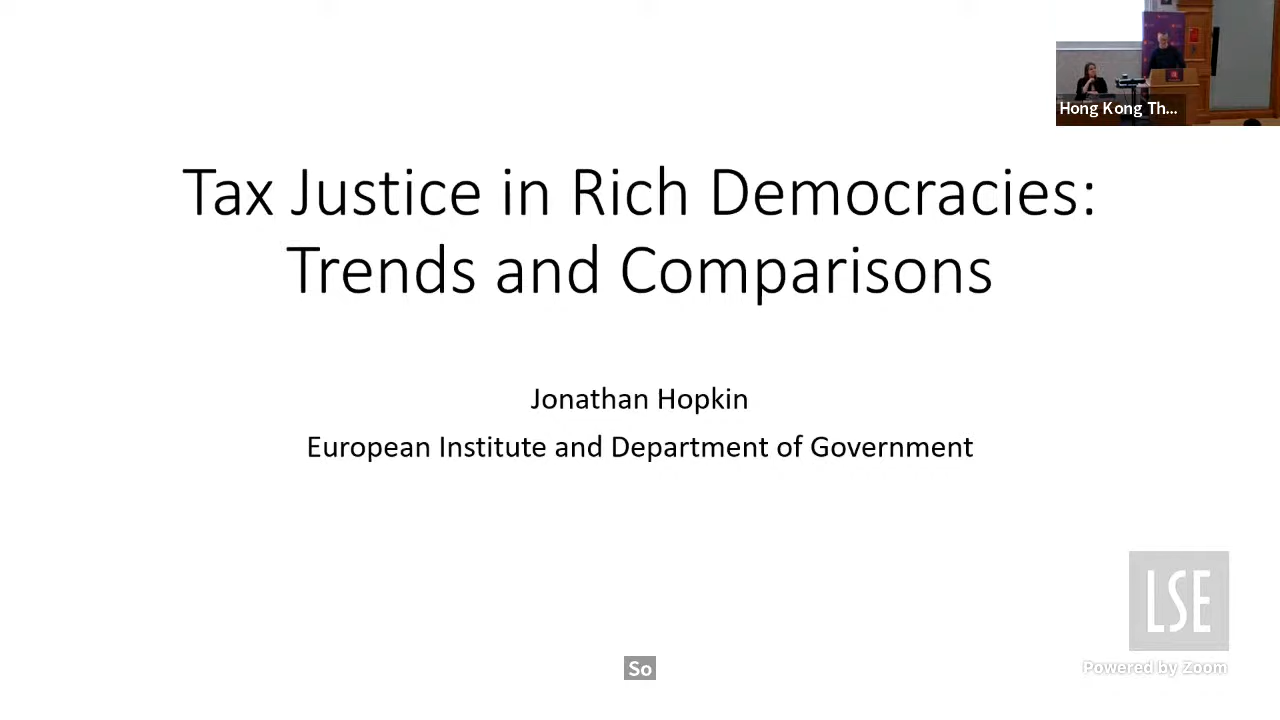 Hong Kong Th...
Tax Justice in Rich Democracies:
Trends and Comparisons
Jonathan Hopkin
European Institute and Department of Government
LSE
Powered by Zoom
So